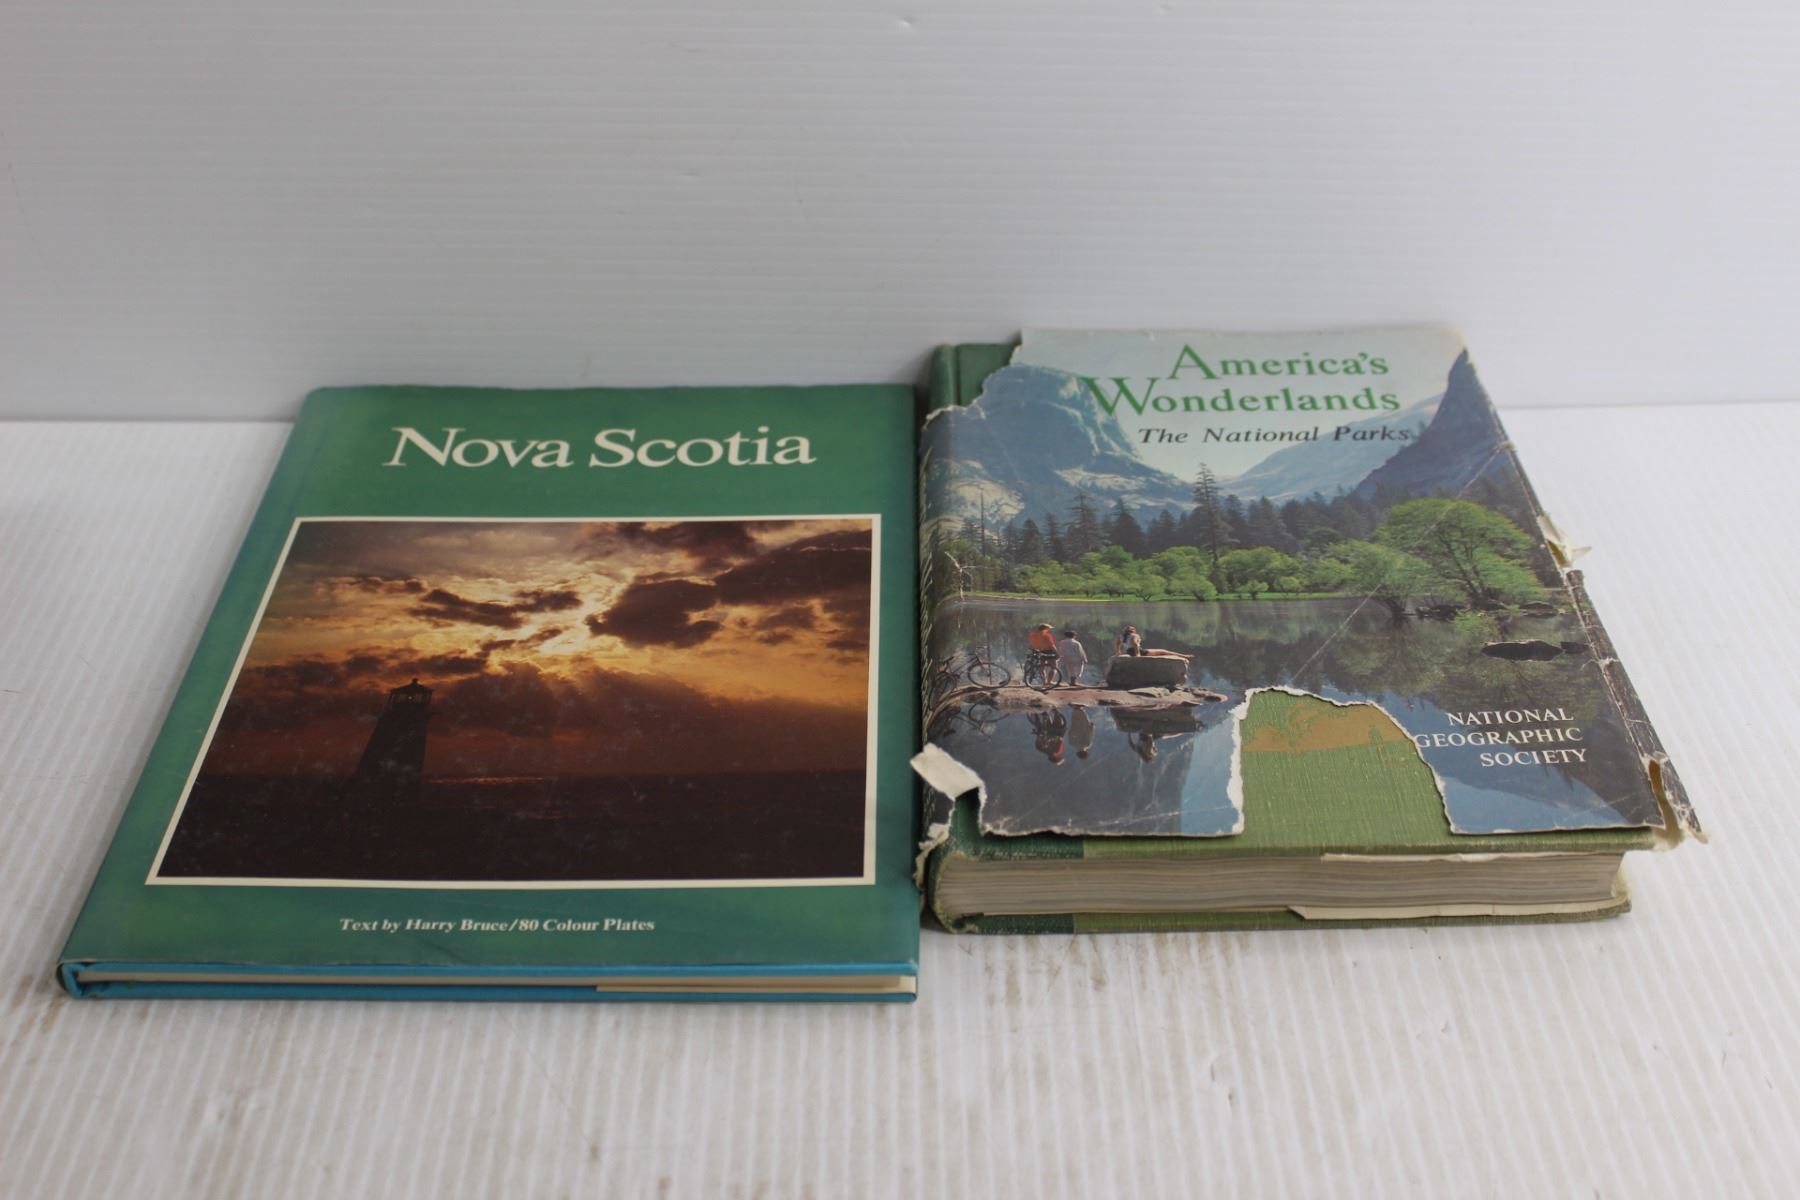 Nova Scotia
Text by Harry Bruce/80 Colour Plates
America's
Wonderlands
The National Parks
NATIONAL
GEOGRAPHIC
SOCIETY